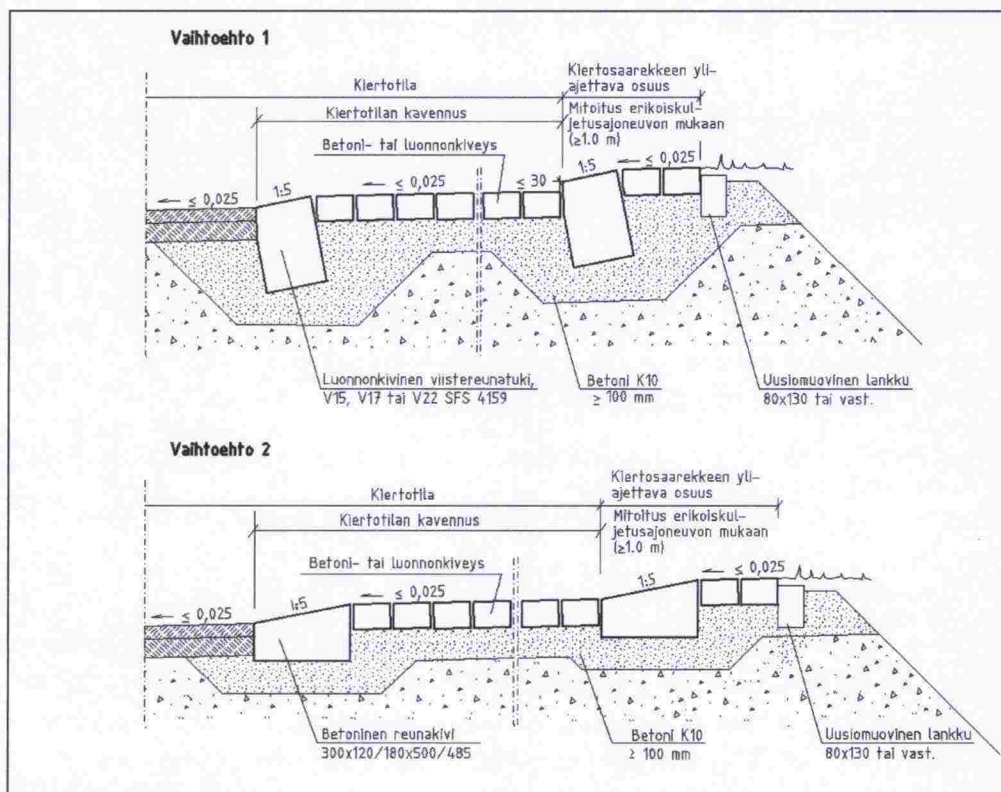 Vaihtoehto 1
Kiertosaarekkeen yli-
ajettava osuus
Kiertotila
Kiertotilan kavennus
Mitoitus erikoiskul-
jetusajoneuvon mukaan
(≥1.0 m)
Betoni- tai luonnonkiveys
← ≤ 0,025
1:5
← ≤ 0,025
≤ 30
1:5
← ≤ 0,025
Luonnonkivinen viistereunatuki,
V15, V17 tai V22 SFS 4159
Betoni K10
≥ 100 mm
Uusiomuovinen lankku
80x130 tai vast.
Vaihtoehto 2
Kiertosaarekkeen yli-
ajettava osuus
Kiertotila
Kiertotilan kavennus
Mitoitus erikoiskul-
jetusajoneuvon mukaan
(≥1.0 m)
Betoni- tai luonnonkiveys
← ≤ 0,025
1:5
← ≤ 0,025
1:5
← ≤ 0,025
Betoninen reunakivi
300x120/180x500/485
Betoni K10
≥ 100 mm
Uusiomuovinen lankku
80x130 tai vast.